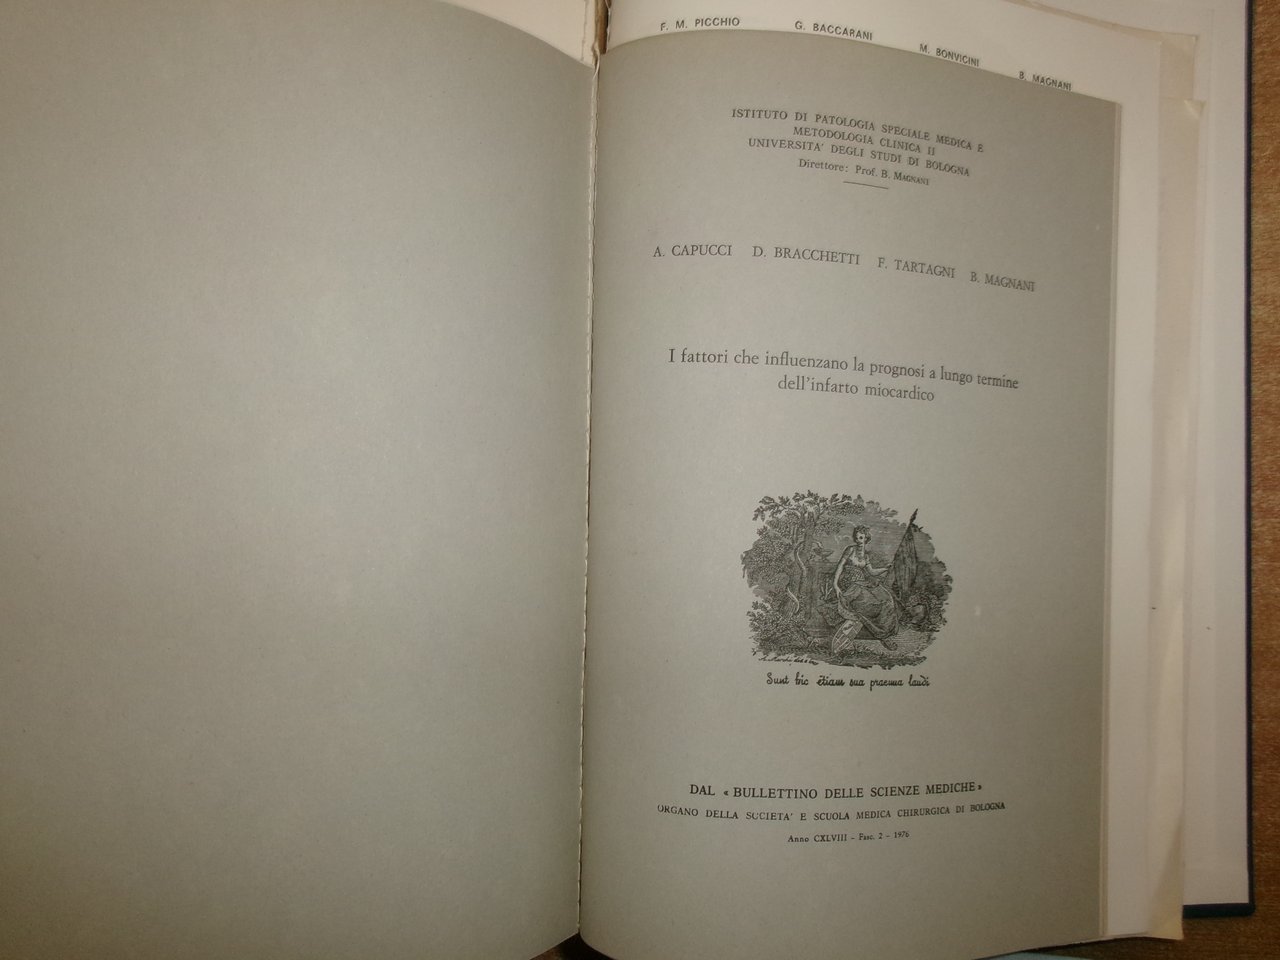 F. M. PICCHIO G. BACCARANI M. BONVICINI B. MAGNANI
ISTITUTO DI PATOLOGIA SPECIALE MEDICA E
METODOLOGIA CLINICA II
UNIVERSITA' DEGLI STUDI DI BOLOGNA
Direttore: Prof. B. MAGNANI
A. CAPUCCI D. BRACCHETTI F. TARTAGNI B. MAGNANI
I fattori che influenzano la prognosi a lungo termine
dell'infarto miocardico
Sunt hic etiam sua praemia laudi
DAL « BULLETTINO DELLE SCIENZE MEDICHE »
ORGANO DELLA SOCIETA' E SCUOLA MEDICA CHIRURGICA DI BOLOGNA
Anno CXLVIII - Fasc. 2 - 1976